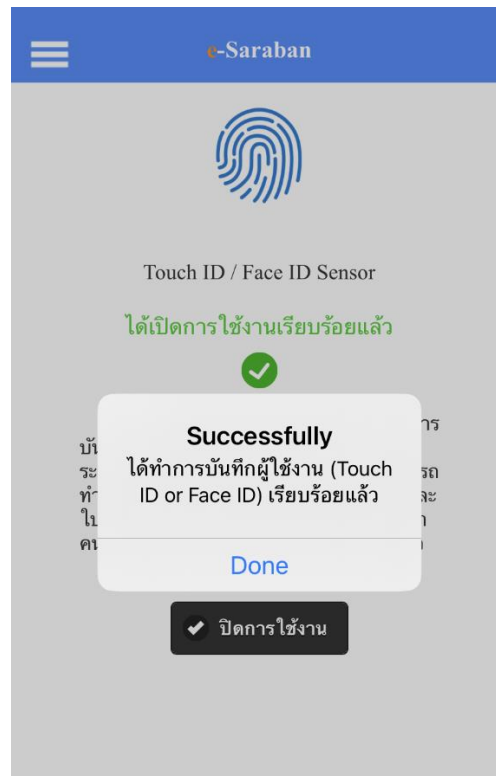 e-Saraban
Touch ID / Face ID Sensor
ได้เปิดการใช้งานเรียบร้อยแล้ว
Successfully
ได้ทำการบันทึกผู้ใช้งาน (Touch
ID or Face ID) เรียบร้อยแล้ว
Done
ปิดการใช้งาน